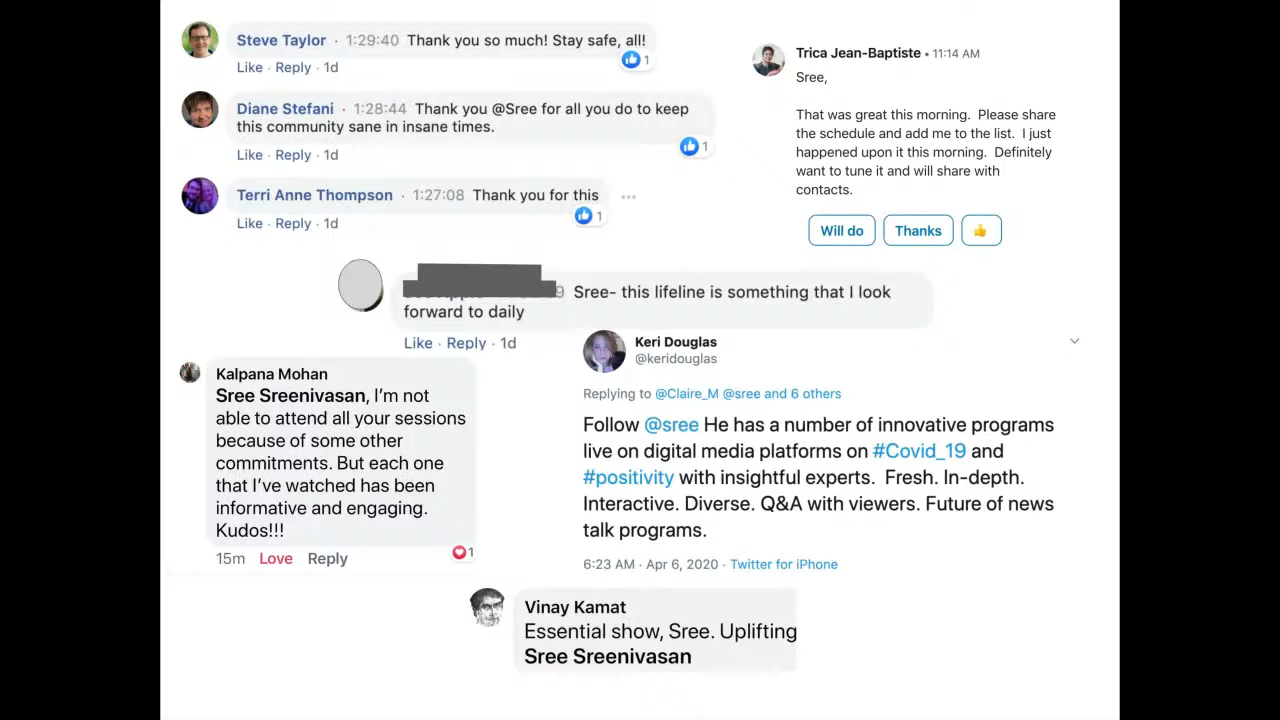 Steve Taylor · 1:29:40 Thank you so much! Stay safe, all!
1
Like · Reply · 1d
Diane Stefani · 1:28:44 Thank you @Sree for all you do to keep
this community sane in insane times.
1
Like · Reply · 1d
Terri Anne Thompson · 1:27:08 Thank you for this
1
Like · Reply · 1d
Trica Jean-Baptiste • 11:14 AM
Sree,
That was great this morning. Please share
the schedule and add me to the list. I just
happened upon it this morning. Definitely
want to tune it and will share with
contacts.
Will do Thanks 👍
9 Sree- this lifeline is something that I look
forward to daily
Like · Reply · 1d
Kalpana Mohan
Sree Sreenivasan, I'm not
able to attend all your sessions
because of some other
commitments. But each one
that I've watched has been
informative and engaging.
Kudos!!!
15m Love Reply 1
Keri Douglas
@keridouglas
Replying to @Claire_M @sree and 6 others
Follow @sree He has a number of innovative programs
live on digital media platforms on #Covid_19 and
#positivity with insightful experts. Fresh. In-depth.
Interactive. Diverse. Q&A with viewers. Future of news
talk programs.
6:23 AM · Apr 6, 2020 · Twitter for iPhone
Vinay Kamat
Essential show, Sree. Uplifting
Sree Sreenivasan